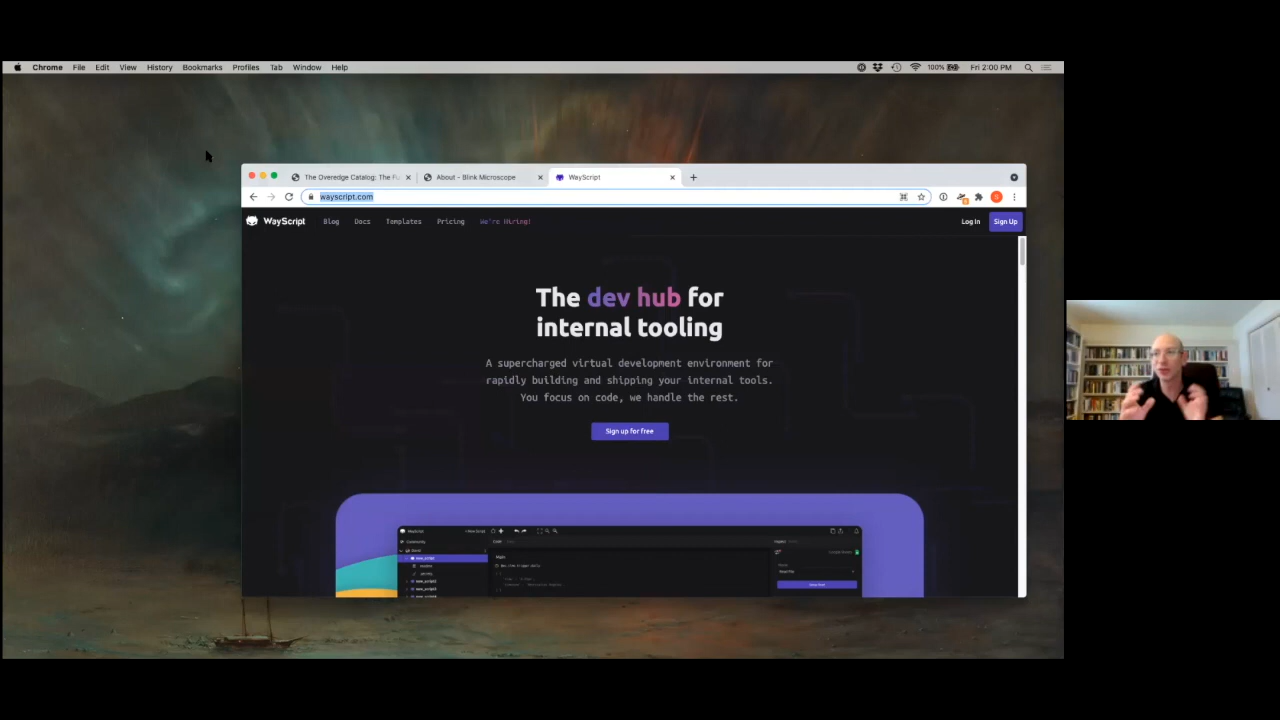 Chrome File Edit View History Bookmarks Profiles Tab Window Help 100% Fri 2:00 PM
The Overedge Catalog: The Fu About - Blink Microscope WayScript
wayscript.com
WayScript Blog Docs Templates Pricing We're Hiring! Log In Sign Up
The dev hub for
internal tooling
A supercharged virtual development environment for
rapidly building and shipping your internal tools.
You focus on code, we handle the rest.
Sign up for free
WayScript
Community